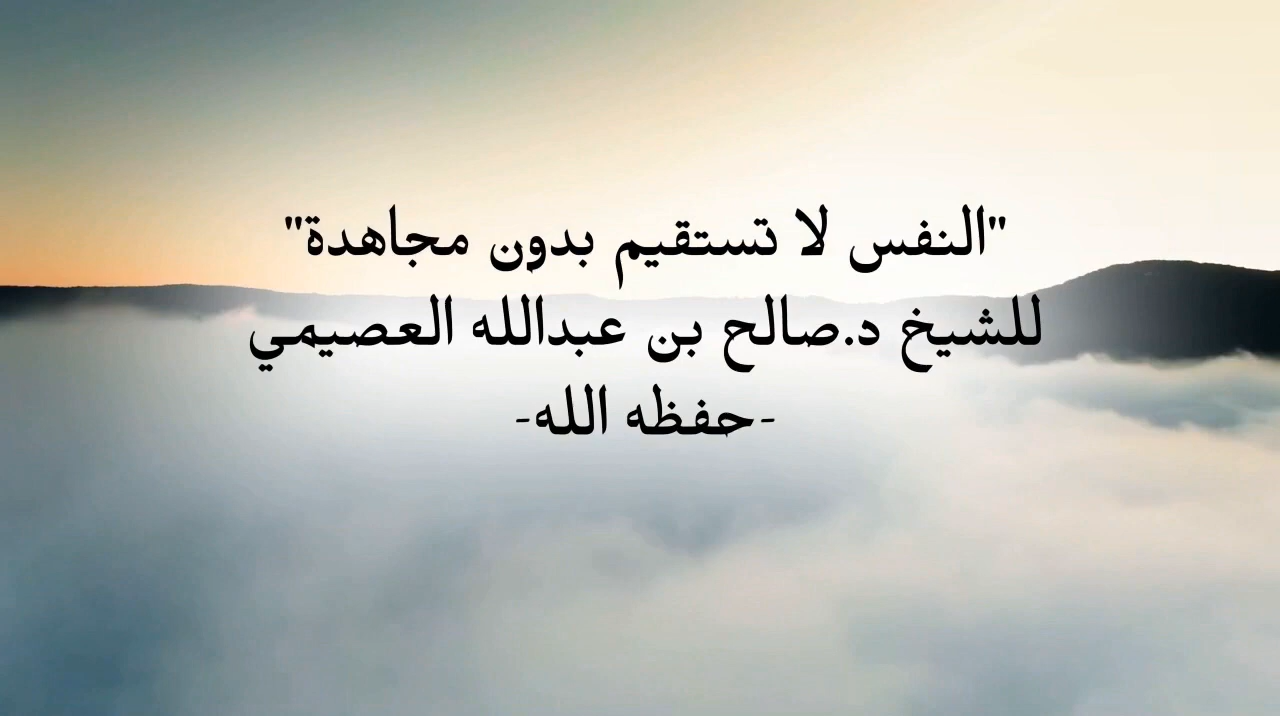 "النفس لا تستقيم بدون مجاهدة"
للشيخ د.صالح بن عبدالله العصيمي
-حفظه الله-